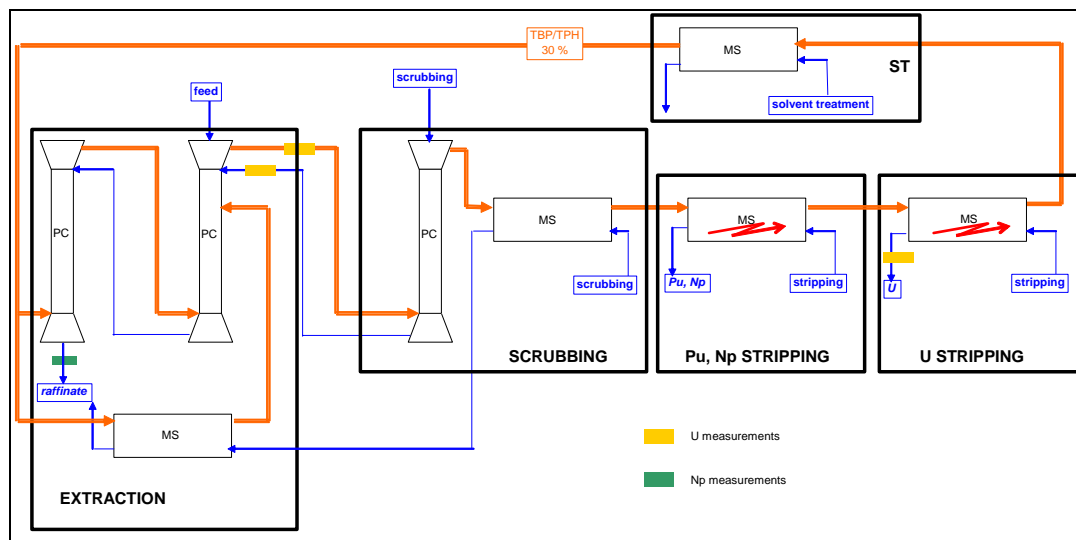 TBP/TPH
30 %
MS
ST
solvent treatment
feed
scrubbing
PC
PC
PC
MS
scrubbing
SCRUBBING
MS
Pu, Np
stripping
Pu, Np STRIPPING
MS
U
stripping
U STRIPPING
raffinate
MS
EXTRACTION
U measurements
Np measurements